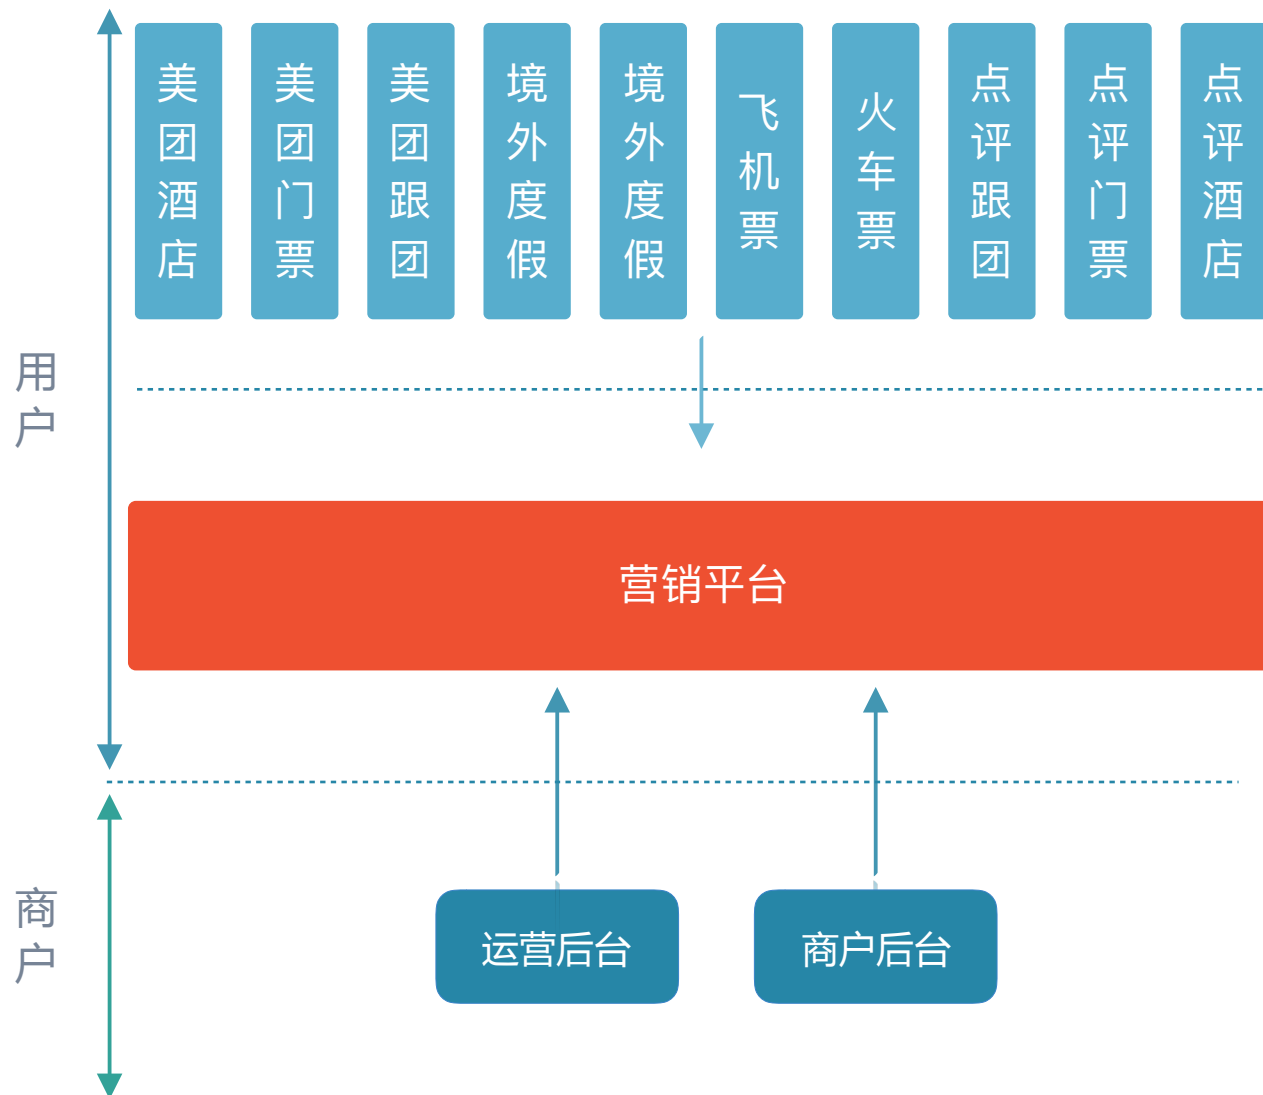 美团酒店
美团门票
美团跟团
境外度假
境外度假
飞机票
火车票
点评跟团
点评门票
点评酒店
用户
营销平台
商户
运营后台
商户后台